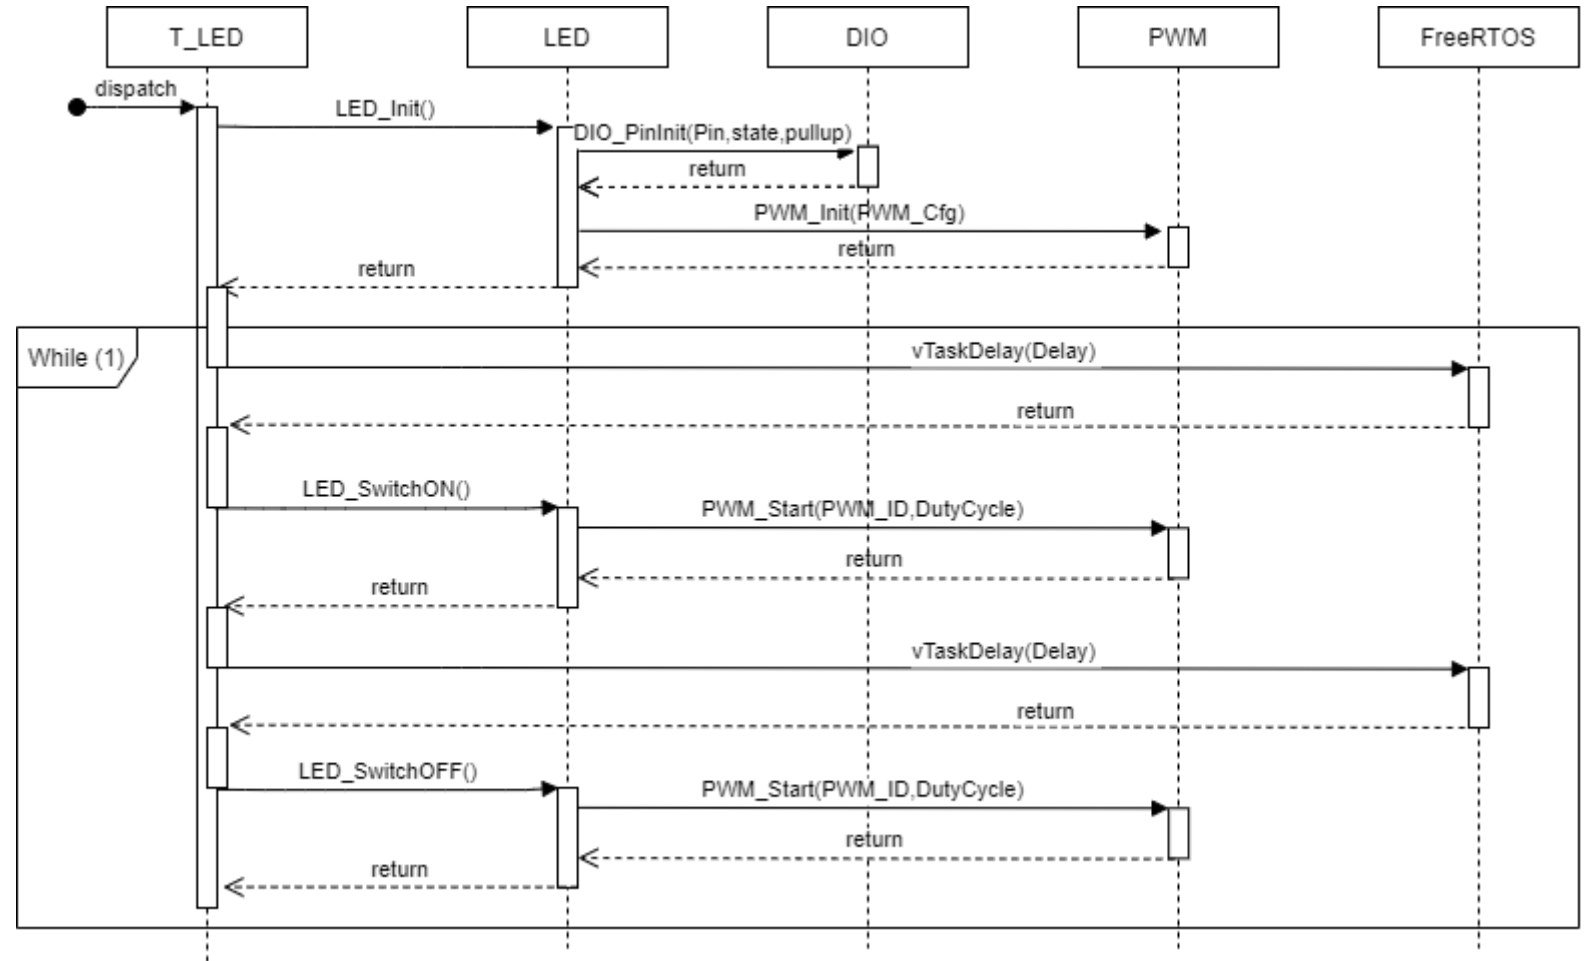 T_LED
LED
DIO
PWM
FreeRTOS
dispatch
LED_Init()
DIO_PinInit(Pin,state,pullup)
return
PWM_Init(PWM_Cfg)
return
return
While (1)
vTaskDelay(Delay)
return
LED_SwitchON()
PWM_Start(PWM_ID,DutyCycle)
return
return
vTaskDelay(Delay)
return
LED_SwitchOFF()
PWM_Start(PWM_ID,DutyCycle)
return
return